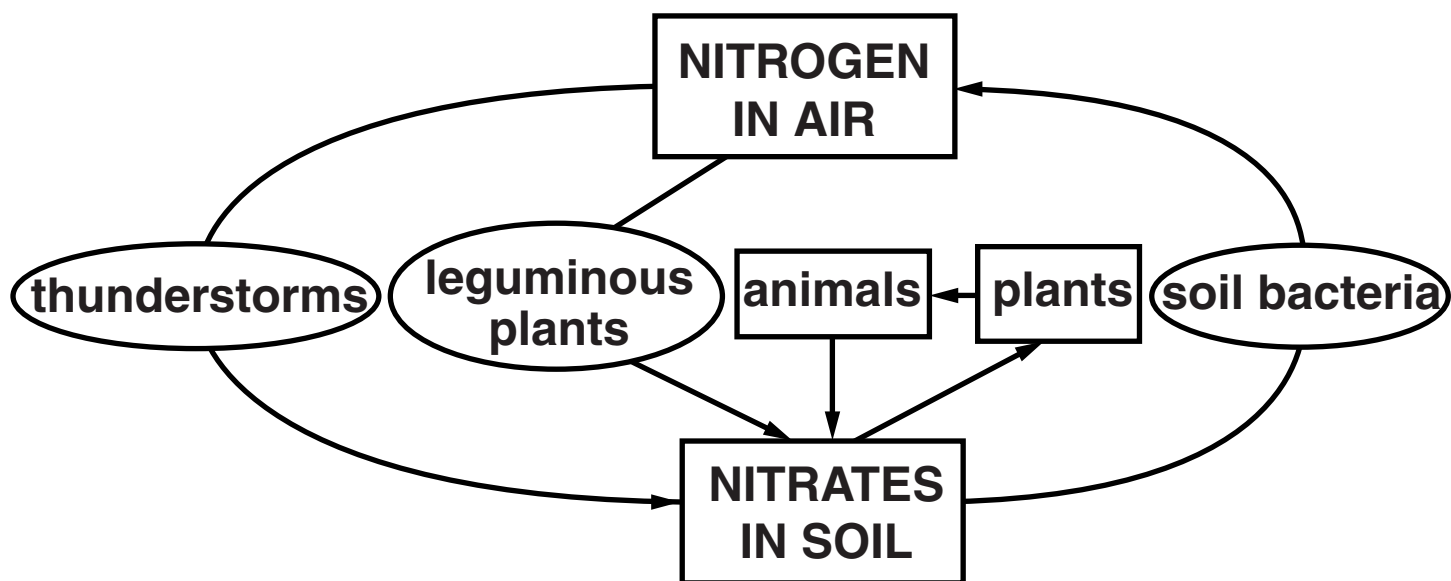 NITROGEN
IN AIR
thunderstorms
leguminous
plants
animals
plants
soil bacteria
NITRATES
IN SOIL